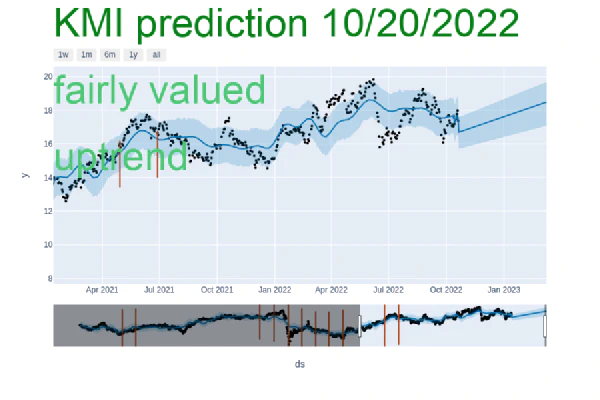 KMI prediction 10/20/2022
1w 1m 6m 1y all
fairly valued
uptrend
20
18
16
14
12
10
8
y
Apr 2021 Jul 2021 Oct 2021 Jan 2022 Apr 2022 Jul 2022 Oct 2022 Jan 2023
ds